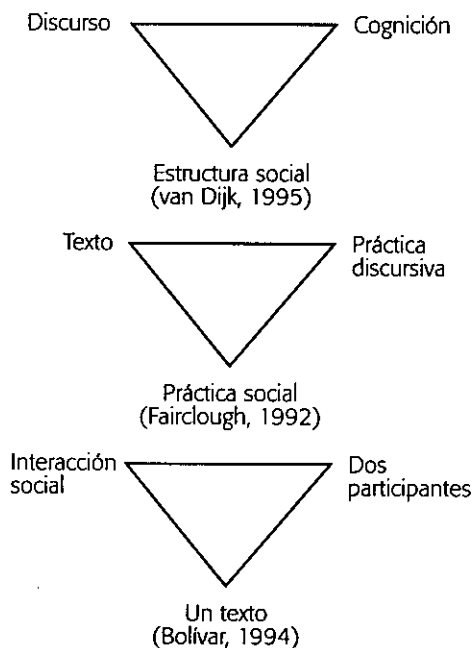 Discurso
Cognición
Estructura social
(van Dijk, 1995)
Texto
Práctica
discursiva
Práctica social
(Fairclough, 1992)
Interacción
social
Dos
participantes
Un texto
(Bolívar, 1994)